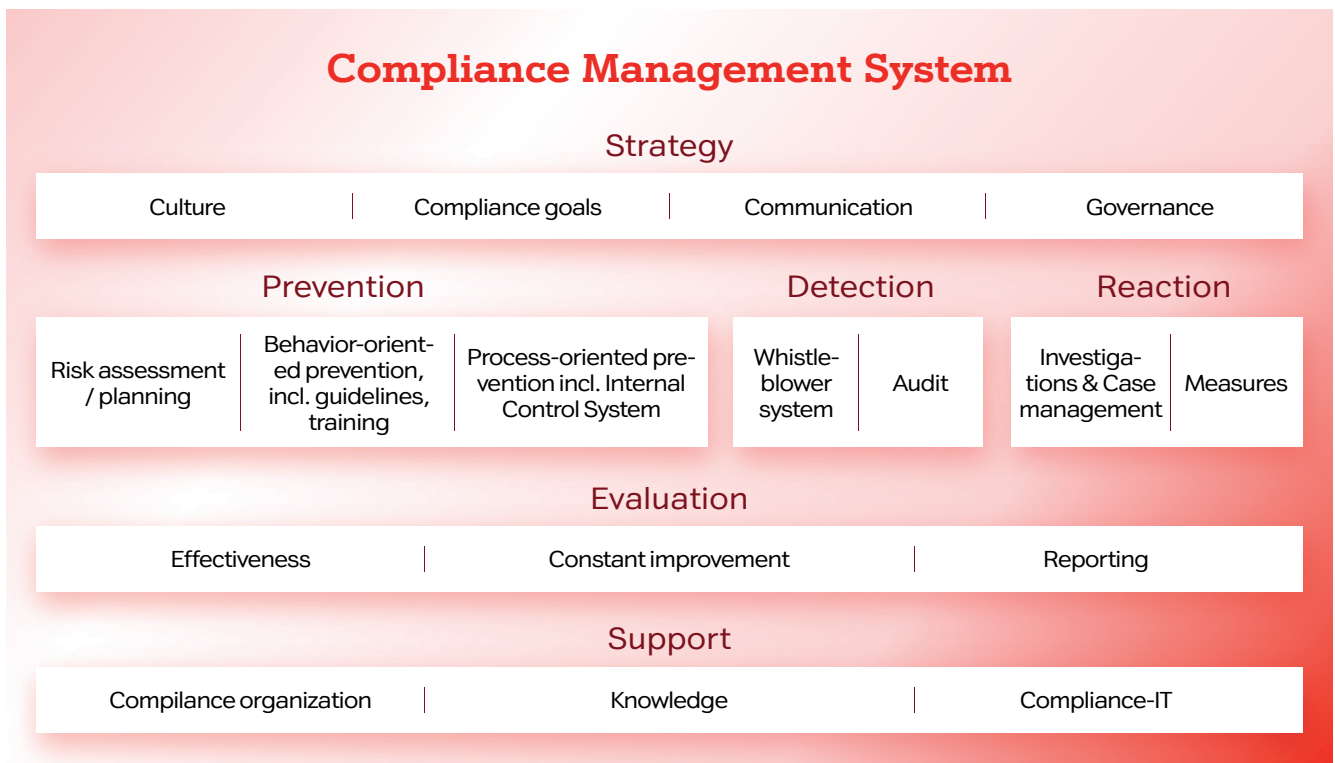 Compliance Management System
Strategy
Culture
Compliance goals
Communication
Governance
Prevention
Risk assessment
/ planning
Behavior-orient-
ed prevention,
incl. guidelines,
training
Process-oriented pre-
vention incl. Internal
Control System
Detection
Whistle-
blower
system
Audit
Reaction
Investiga-
tions & Case
management
Measures
Evaluation
Effectiveness
Constant improvement
Reporting
Support
Compilance organization
Knowledge
Compliance-IT